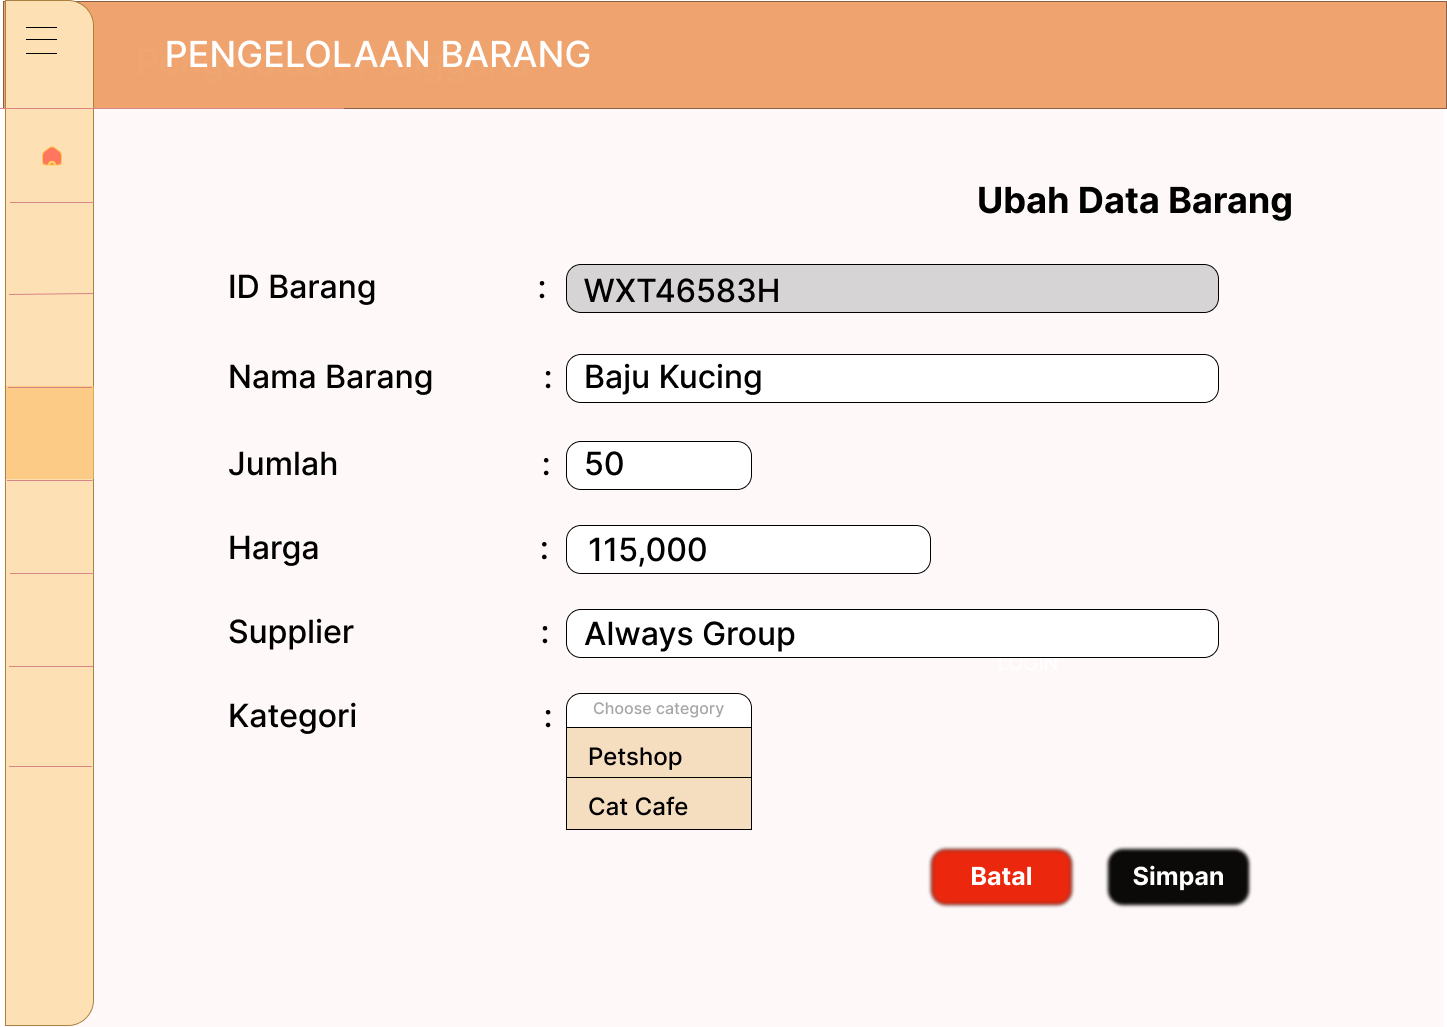 PENGELOLAAN BARANG
Ubah Data Barang
ID Barang : WXT46583H
Nama Barang : Baju Kucing
Jumlah : 50
Harga : 115,000
Supplier : Always Group
LOGIN
Kategori : Choose category
Petshop
Cat Cafe
Batal Simpan